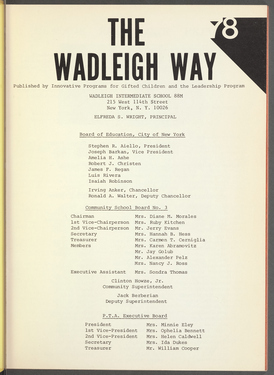 THE
WADLEIGH WAY
'78
Published by Innovative Programs for Gifted Children and the Leadership Program
WADLEIGH INTERMEDIATE SCHOOL 88M
215 West 114th Street
New York, N. Y. 10026
ELFREDA S. WRIGHT, PRINCIPAL
Board of Education, City of New York
Stephen R. Aiello, President
Joseph Barkan, Vice President
Amelia H. Ashe
Robert J. Christen
James F. Regan
Luis Rivera
Isaiah Robinson
Irving Anker, Chancellor
Ronald A. Walter, Deputy Chancellor
Community School Board No. 3
Chairman Mrs. Diane M. Morales
1st Vice-Chairperson Mrs. Ruby Kitchen
2nd Vice-Chairperson Mr. Jerry Evans
Secretary Mrs. Hannah B. Hess
Treasurer Mrs. Carmen T. Cerniglia
Members Mrs. Karen Abramovitz
Mr. Jay Golub
Mr. Alexander Pelz
Mrs. Nancy J. Ross
Executive Assistant Mrs. Sondra Thomas
Clinton Howze, Jr.
Community Superintendent
Jack Berberian
Deputy Superintendent
P.T.A. Executive Board
President Mrs. Minnie Eley
1st Vice-President Mrs. Ophelia Bennett
2nd Vice-President Mrs. Helen Caldwell
Secretary Mrs. Ida Dukes
Treasurer Mr. William Cooper